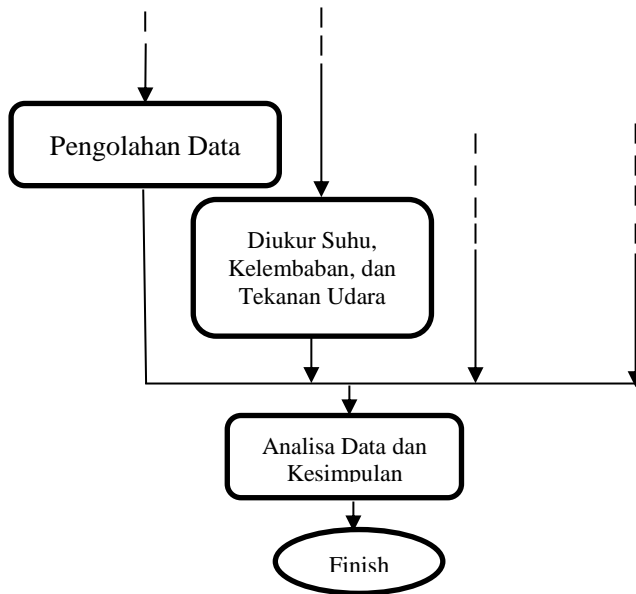 Pengolahan Data
Diukur Suhu,
Kelembaban, dan
Tekanan Udara
Analisa Data dan
Kesimpulan
Finish